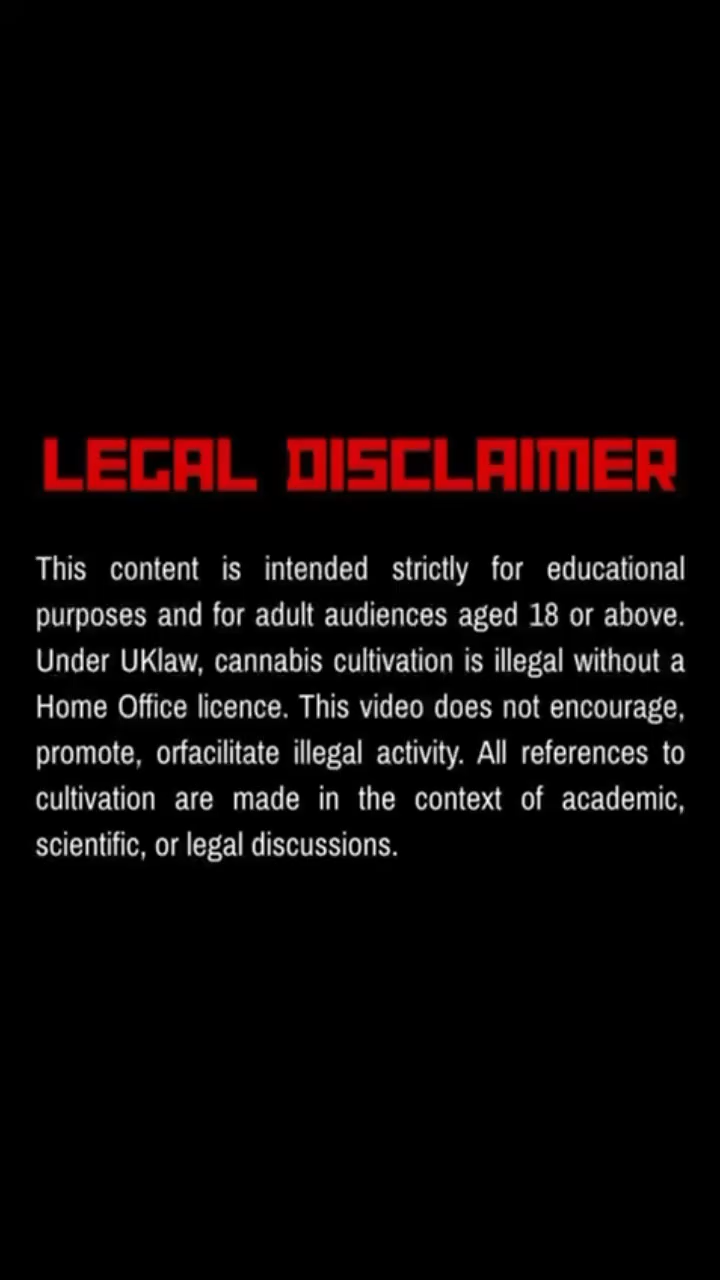 LEGAL DISCLAIMER
This content is intended strictly for educational
purposes and for adult audiences aged 18 or above.
Under UKlaw, cannabis cultivation is illegal without a
Home Office licence. This video does not encourage,
promote, orfacilitate illegal activity. All references to
cultivation are made in the context of academic,
scientific, or legal discussions.